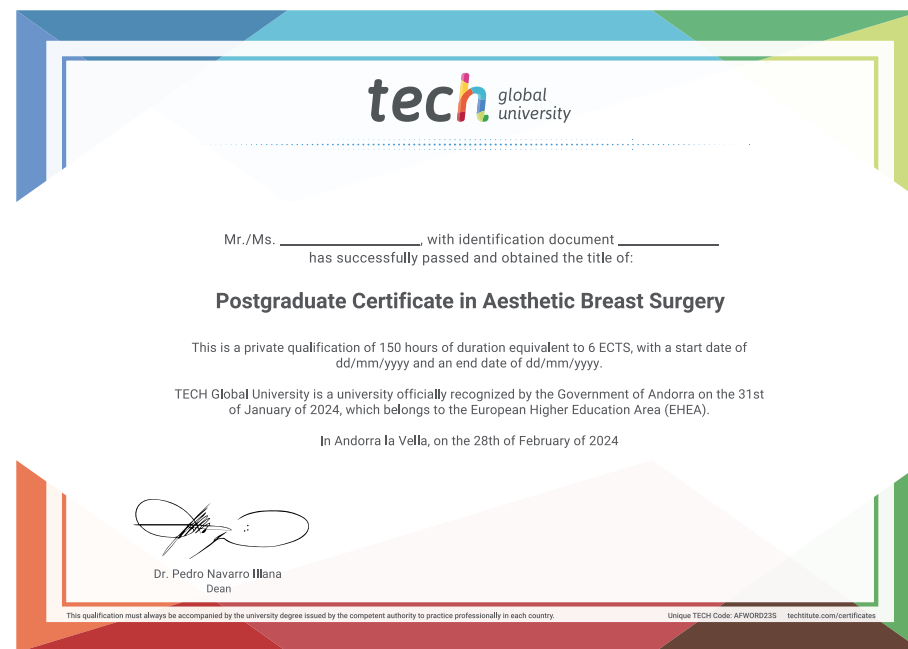 tech global university
Mr./Ms. ____________, with identification document ____________
has successfully passed and obtained the title of:
Postgraduate Certificate in Aesthetic Breast Surgery
This is a private qualification of 150 hours of duration equivalent to 6 ECTS, with a start date of
dd/mm/yyyy and an end date of dd/mm/yyyy.
TECH Global University is a university officially recognized by the Government of Andorra on the 31st
of January of 2024, which belongs to the European Higher Education Area (EHEA).
In Andorra la Vella, on the 28th of February of 2024
Dr. Pedro Navarro Illana
Dean
This qualification must always be accompanied by the university degree issued by the competent authority to practice professionally in each country.
Unique TECH Code: AFWORD23S techtitute.com/certificates